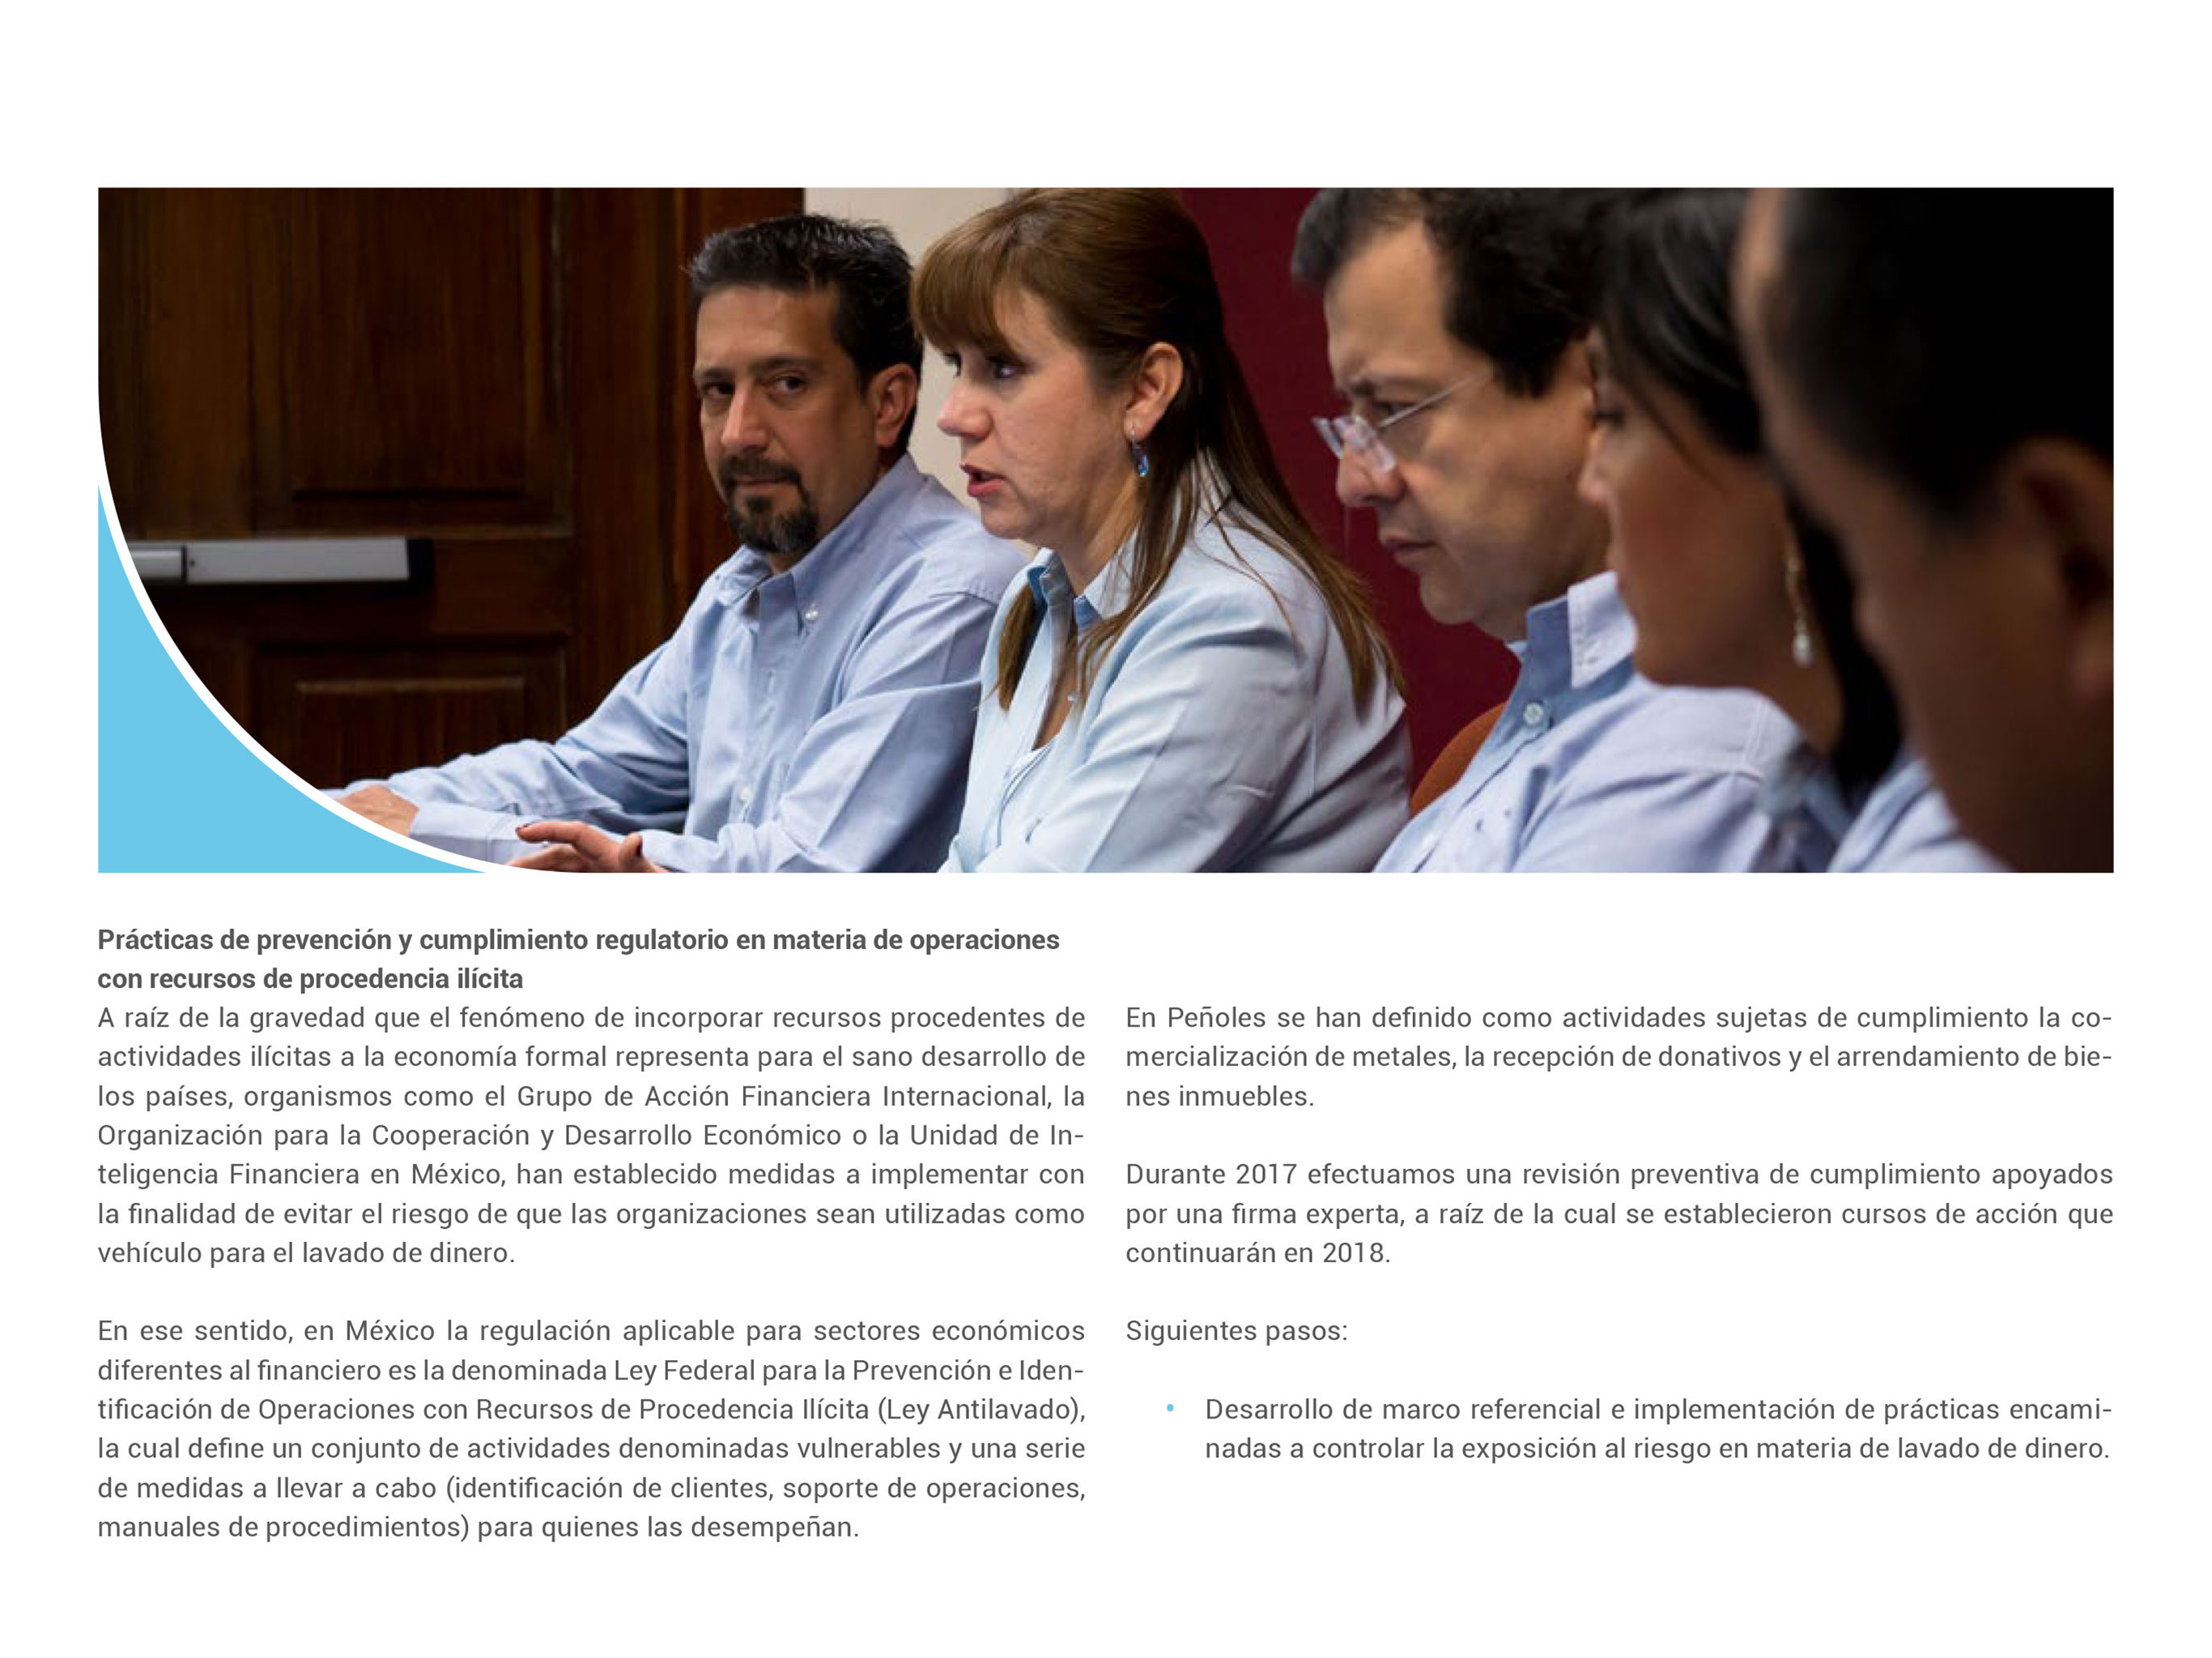 Prácticas de prevención y cumplimiento regulatorio en materia de operaciones
con recursos de procedencia ilícita
A raíz de la gravedad que el fenómeno de incorporar recursos procedentes de
actividades ilícitas a la economía formal representa para el sano desarrollo de
los países, organismos como el Grupo de Acción Financiera Internacional, la
Organización para la Cooperación y Desarrollo Económico o la Unidad de In-
teligencia Financiera en México, han establecido medidas a implementar con
la finalidad de evitar el riesgo de que las organizaciones sean utilizadas como
vehículo para el lavado de dinero.
En ese sentido, en México la regulación aplicable para sectores económicos
diferentes al financiero es la denominada Ley Federal para la Prevención e Iden-
tificación de Operaciones con Recursos de Procedencia Ilícita (Ley Antilavado),
la cual define un conjunto de actividades denominadas vulnerables y una serie
de medidas a llevar a cabo (identificación de clientes, soporte de operaciones,
manuales de procedimientos) para quienes las desempeñan.
En Peñoles se han definido como actividades sujetas de cumplimiento la co-
mercialización de metales, la recepción de donativos y el arrendamiento de bie-
nes inmuebles.
Durante 2017 efectuamos una revisión preventiva de cumplimiento apoyados
por una firma experta, a raíz de la cual se establecieron cursos de acción que
continuarán en 2018.
Siguientes pasos:
• Desarrollo de marco referencial e implementación de prácticas encami-
nadas a controlar la exposición al riesgo en materia de lavado de dinero.